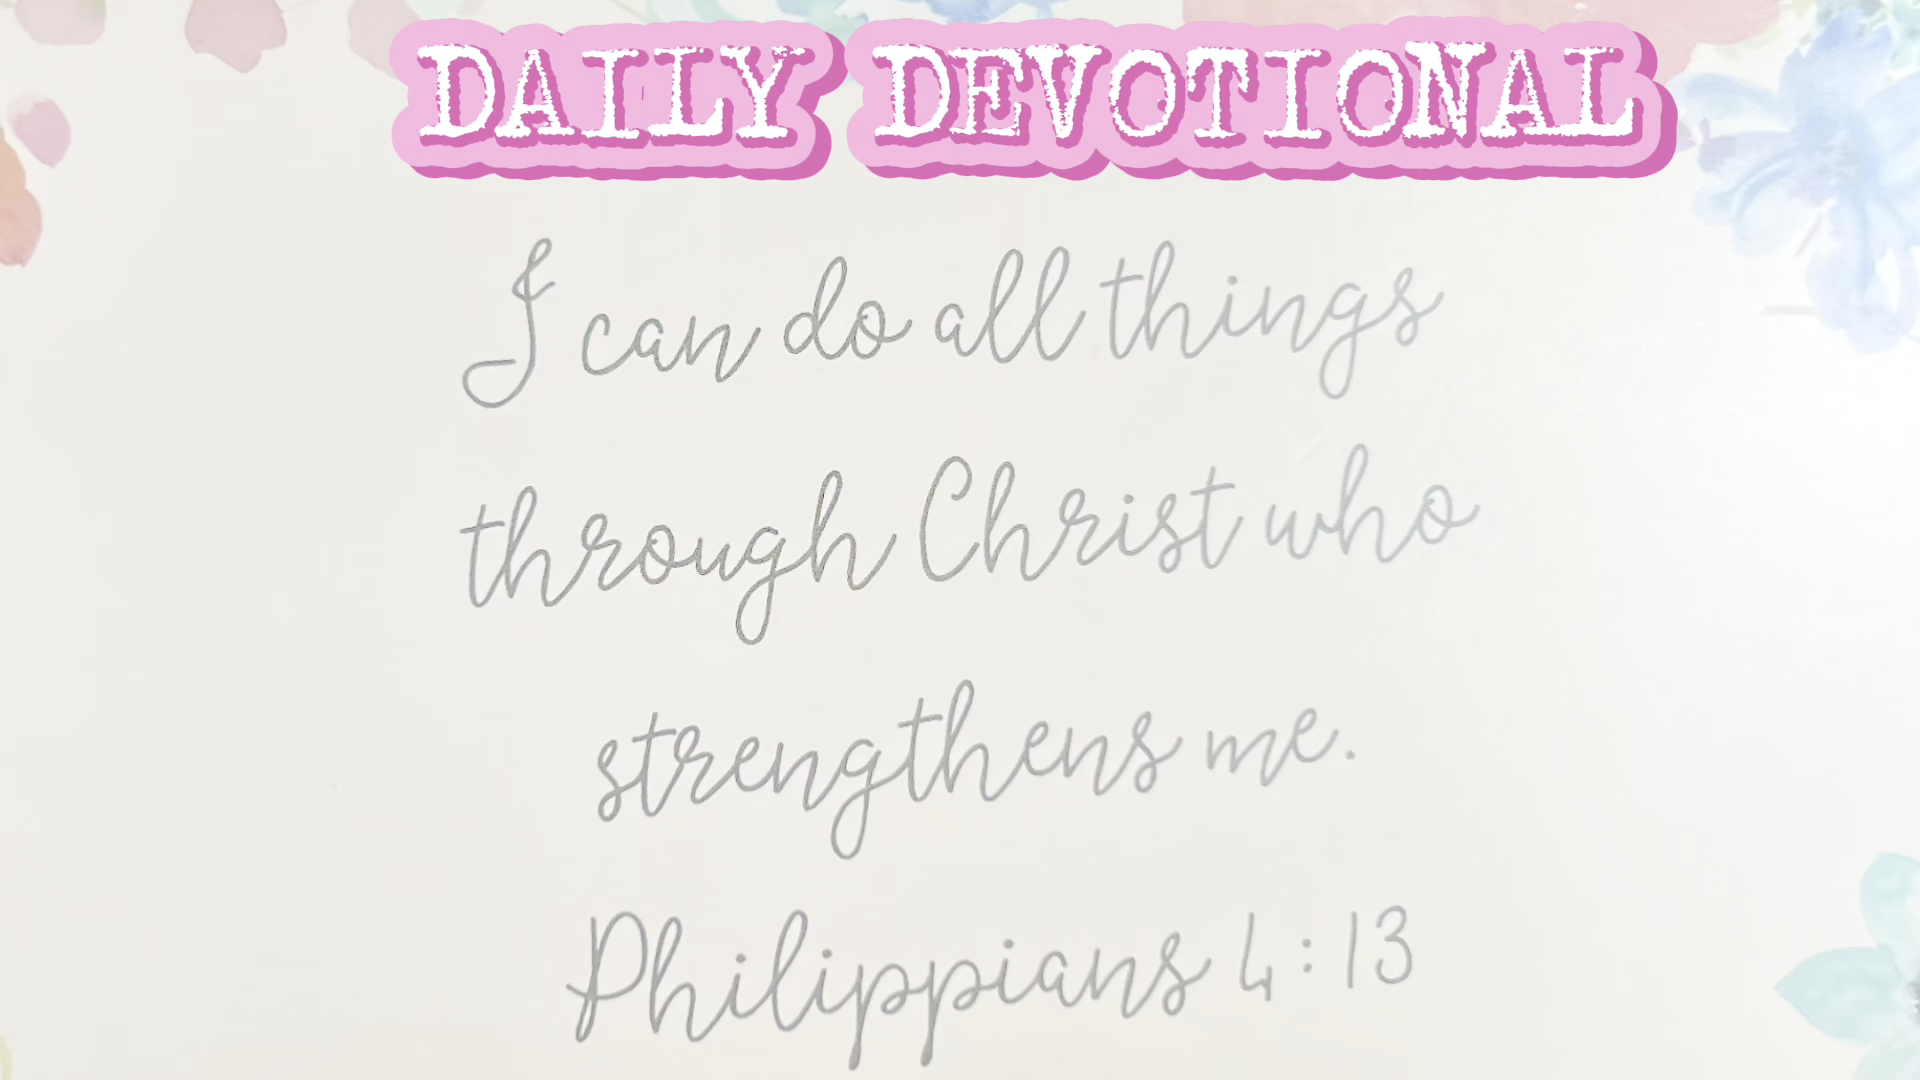 DAILY DEVOTIONAL
I can do all things
through Christ who
strengthens me.
Philippians 4:13